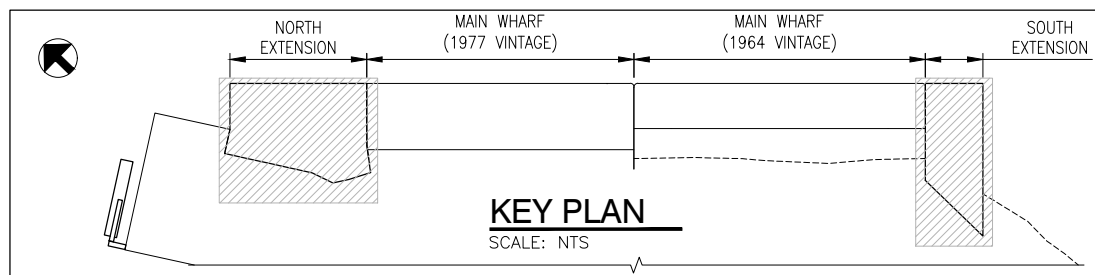 NORTH
EXTENSION
MAIN WHARF
(1977 VINTAGE)
MAIN WHARF
(1964 VINTAGE)
SOUTH
EXTENSION
KEY PLAN
SCALE: NTS